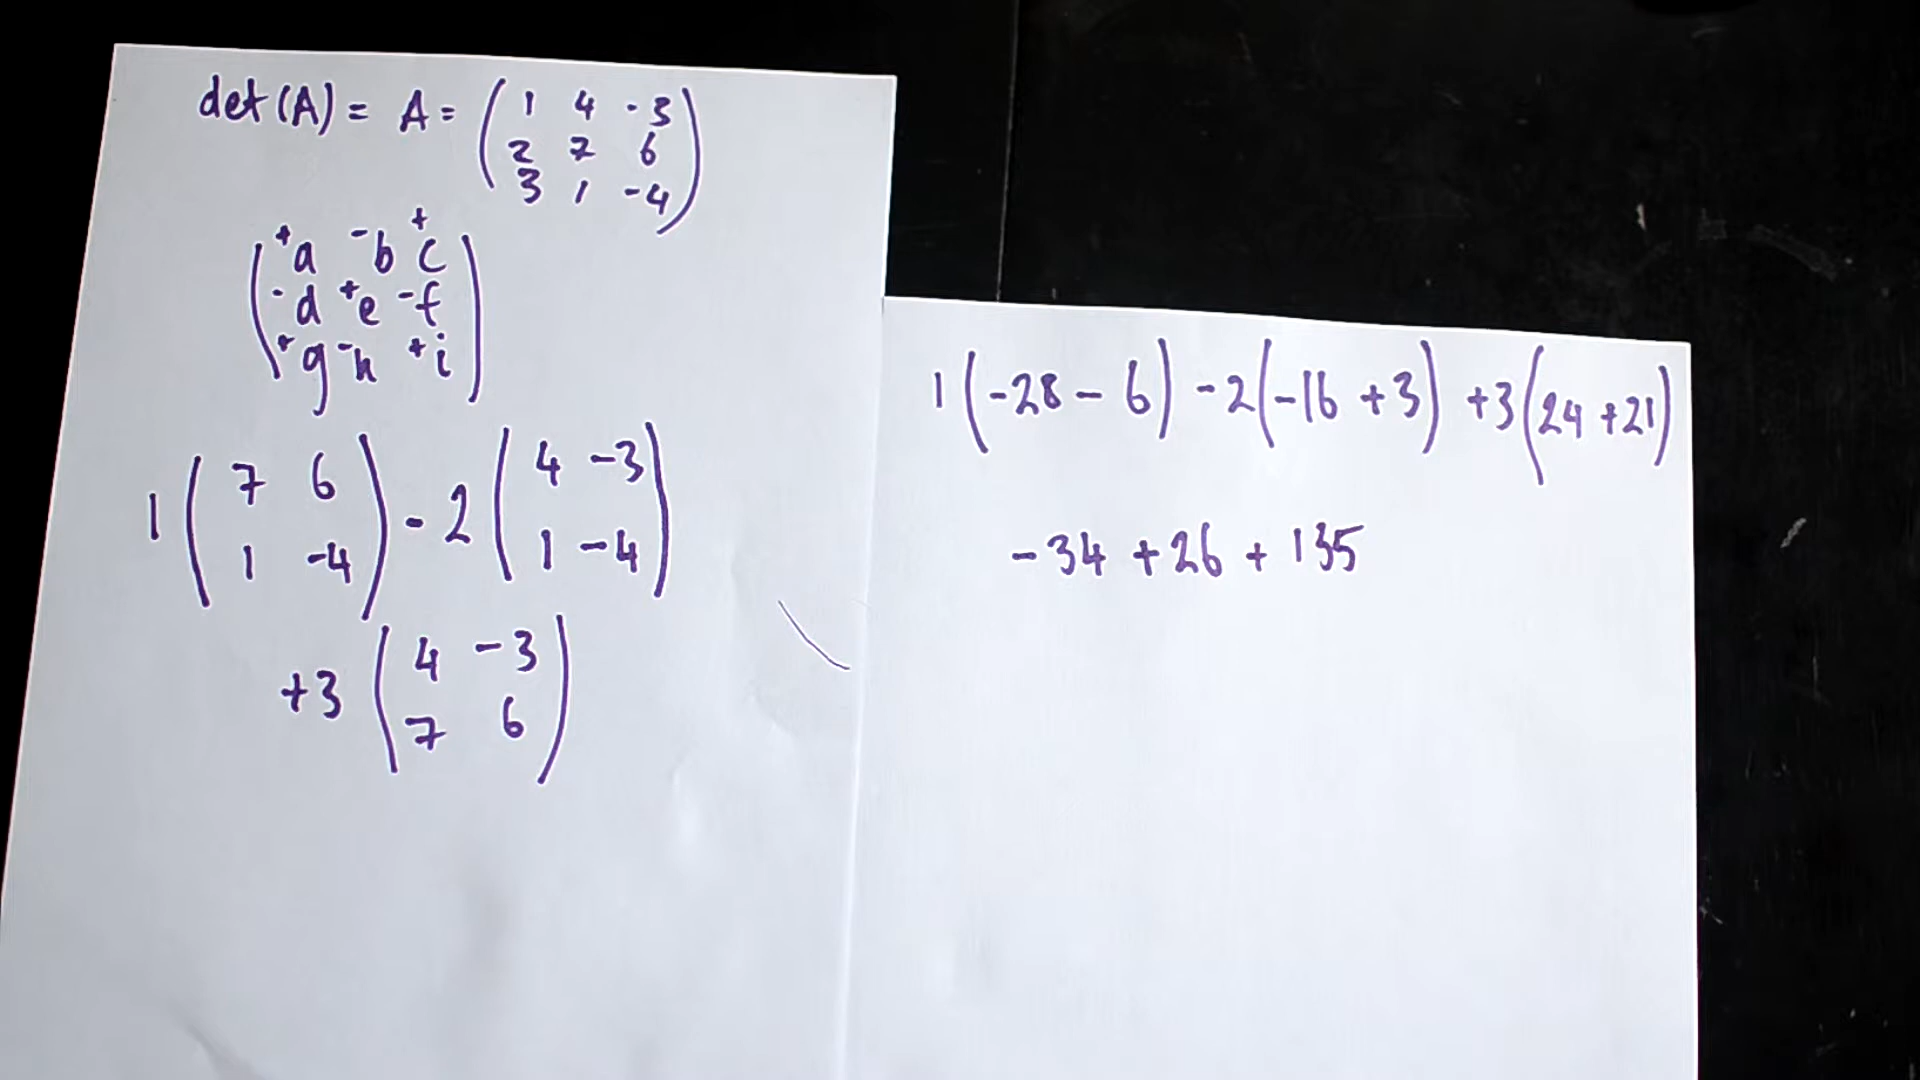 det(A) = A = ( 1 4 -3
2 7 6
3 1 -4 )
( +a -b +c
-d +e -f
+g -h +i )
1 ( 7 6
1 -4 ) - 2 ( 4 -3
1 -4 )
+3 ( 4 -3
7 6 )
1 ( -28 - 6 ) -2 ( -16 +3 ) +3 ( 24 +21 )
-34 +26 + 135